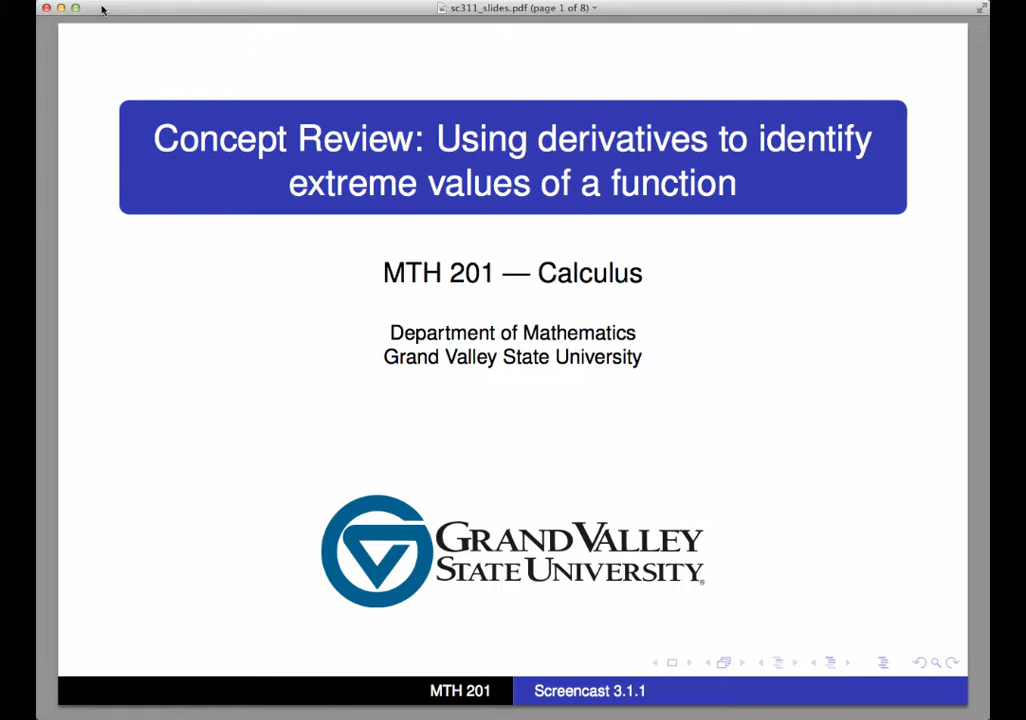 sc311_slides.pdf (page 1 of 8)
Concept Review: Using derivatives to identify
extreme values of a function
MTH 201 — Calculus
Department of Mathematics
Grand Valley State University
GRAND VALLEY
STATE UNIVERSITY
MTH 201
Screencast 3.1.1